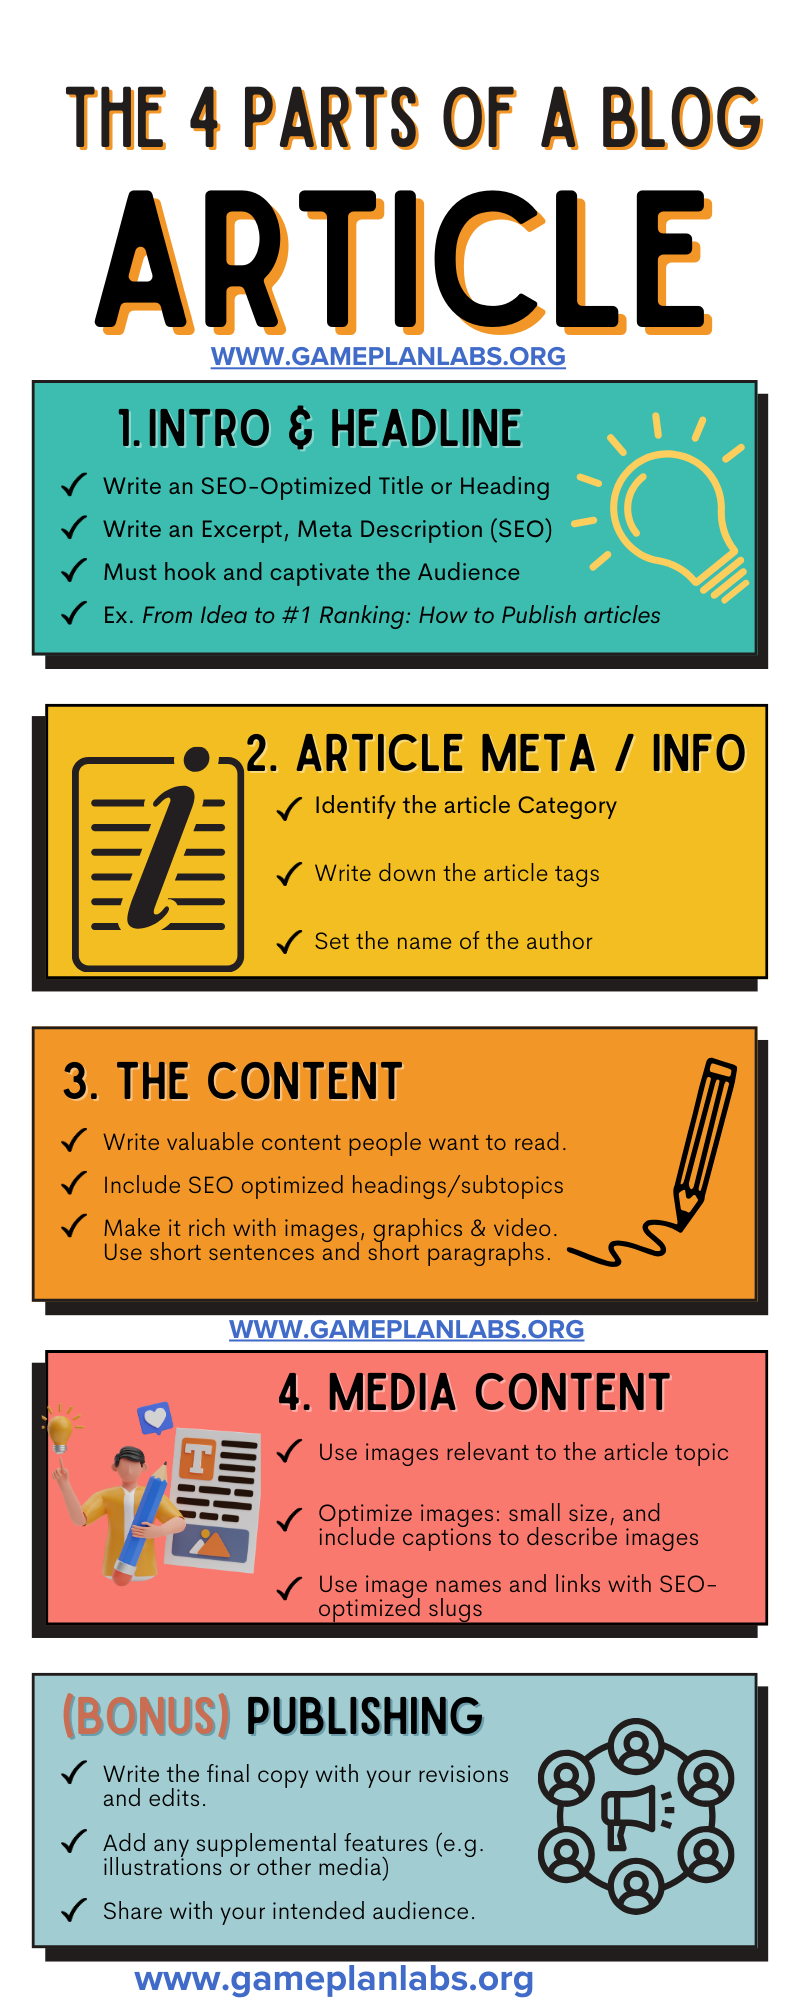 THE 4 PARTS OF A BLOG
ARTICLE
WWW.GAMEPLANLABS.ORG
1. INTRO & HEADLINE
Write an SEO-Optimized Title or Heading
Write an Excerpt, Meta Description (SEO)
Must hook and captivate the Audience
Ex. From Idea to #1 Ranking: How to Publish articles
2. ARTICLE META / INFO
Identify the article Category
Write down the article tags
Set the name of the author
3. THE CONTENT
Write valuable content people want to read.
Include SEO optimized headings/subtopics
Make it rich with images, graphics & video.
Use short sentences and short paragraphs.
WWW.GAMEPLANLABS.ORG
4. MEDIA CONTENT
T
Use images relevant to the article topic
Optimize images: small size, and
include captions to describe images
Use image names and links with SEO-
optimized slugs
(BONUS) PUBLISHING
Write the final copy with your revisions
and edits.
Add any supplemental features (e.g.
illustrations or other media)
Share with your intended audience.
www.gameplanlabs.org